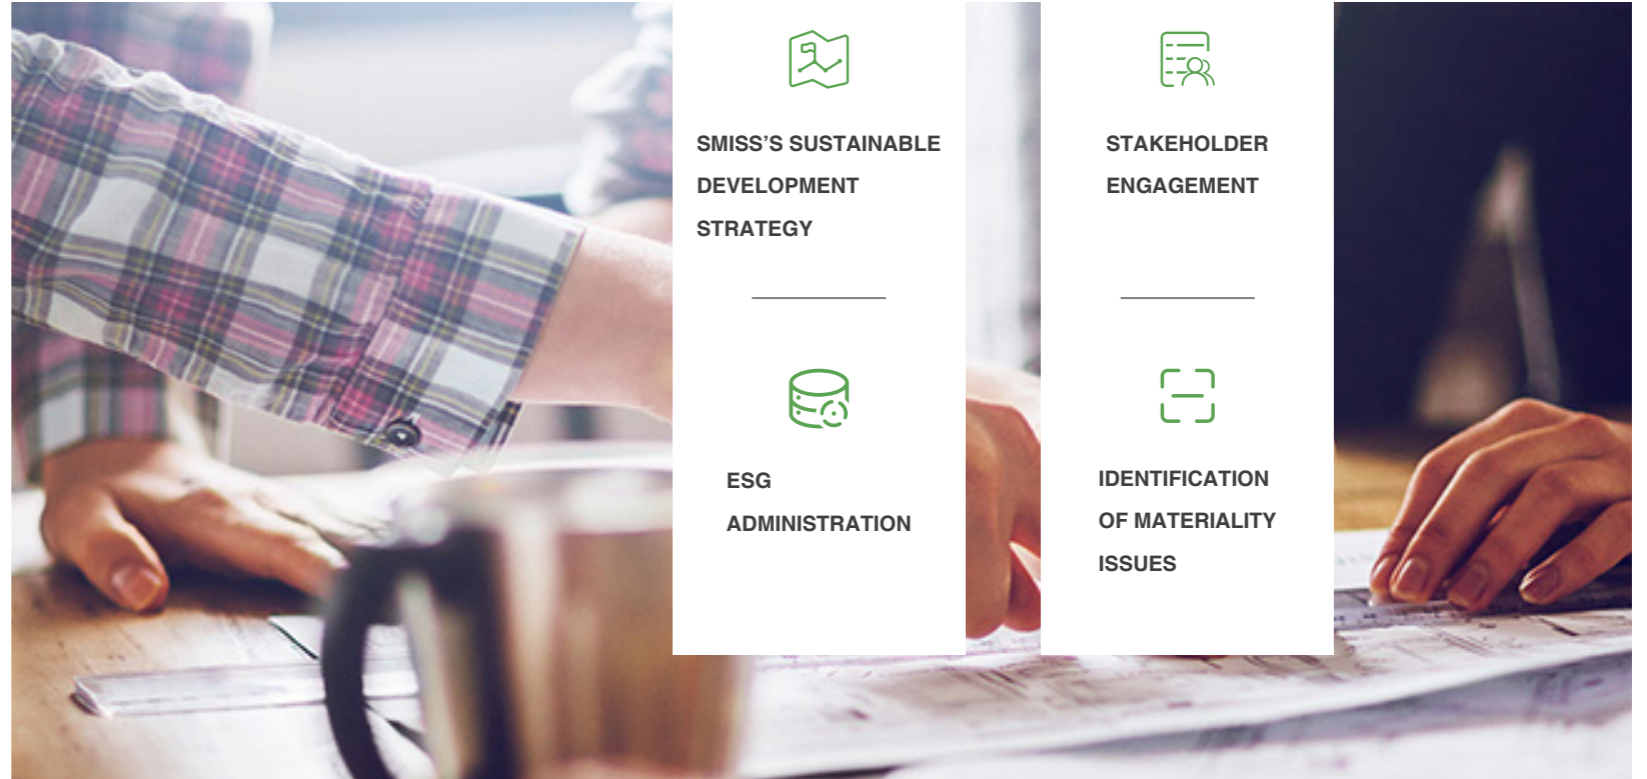 SMISS’S SUSTAINABLE
DEVELOPMENT
STRATEGY
ESG
ADMINISTRATION
STAKEHOLDER
ENGAGEMENT
IDENTIFICATION
OF MATERIALITY
ISSUES